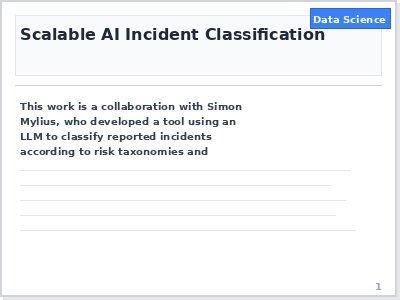 Data Science
Scalable AI Incident Classification
This work is a collaboration with Simon
Mylius, who developed a tool using an
LLM to classify reported incidents
according to risk taxonomies and
1